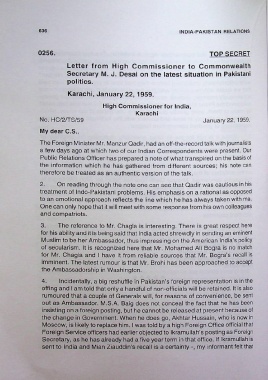 636 INDIA-PAKISTAN RELATIONS
0256. TOP SECRET
Letter from High Commissioner to Commonwealth
Secretary M. J. Desai on the latest situation in Pakistani
politics.
Karachi, January 22, 1959.
High Commissioner for India,
Karachi
No. HC/2/TS/59 January 22, 1959.
My dear C.S.,
The Foreign Minister Mr. Manzur Qadir, had an off-the-record talk with journalists
a few days ago at which two of our Indian Correspondents were present. Our
Public Relations Officer has prepared a note of what transpired on the basis of
the information which he has gathered from different sources; his note can
therefore be treated as an authentic version of the talk.
2. On reading through the note one can see that Qadir was cautious in his
treatment of Indo-Pakistani problems. His emphasis on a rational as opposed
to an emotional approach reflects the line which he has always taken with me.
One can only hope that it will meet with some response from his own colleagues
and compatriots.
3. The reference to Mr. Chagla is interesting. There is great respect here
for his ability and it is being said that India acted shrewdly in sending an eminent
Muslim to be her Ambassador, thus impressing on the American India's policy
of secularism. It is recognized here that Mr. Mohamed Ali Bogra is no match
for Mr. Chagla and I have it from reliable sources that Mr. Bogra's recall is
imminent. The latest rumour is that Mr. Brohi has been approached to accept
the Ambassadorship in Washington.
4. Incidentally, a big reshuffle in Pakistan's foreign representation is in the
offing and I am told that only a handful of non-officials will be retained. It is also
rumoured that a couple of Generals will, for reasons of convenience, be sent
out as Ambassador. M.S.A. Baig does not conceal the fact that he has been
insisting on a foreign posting, but he cannot be released at present because of
the change in Government. When he does go, Akhtar Hussain, who is now in
Moscow, is likely to replace him. I was told by a high Foreign Office official that
Foreign Service officers had earlier objected to Ikramullah's posting as Foreign
Secretary, as he has already had a five year term in that office. If Ikramullah is
sent to India and Mian Ziauddin's recall is a certainty -, my informant felt that